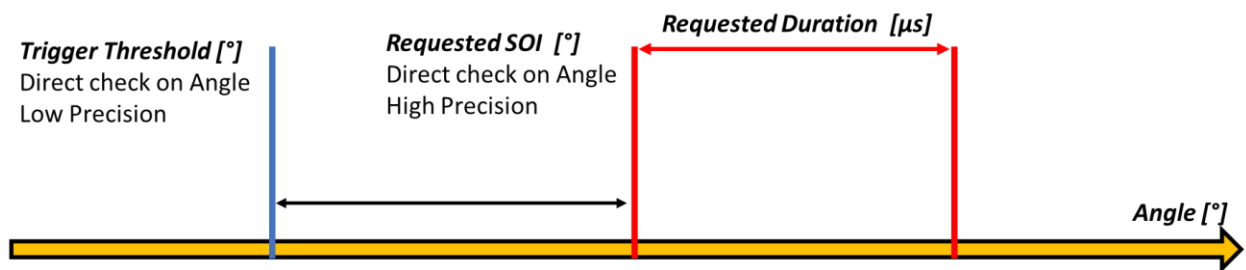 Trigger Threshold [°]
Direct check on Angle
Low Precision
Requested SOI  [°]
Direct check on Angle
High Precision
Requested Duration  [µs]
Angle [°]